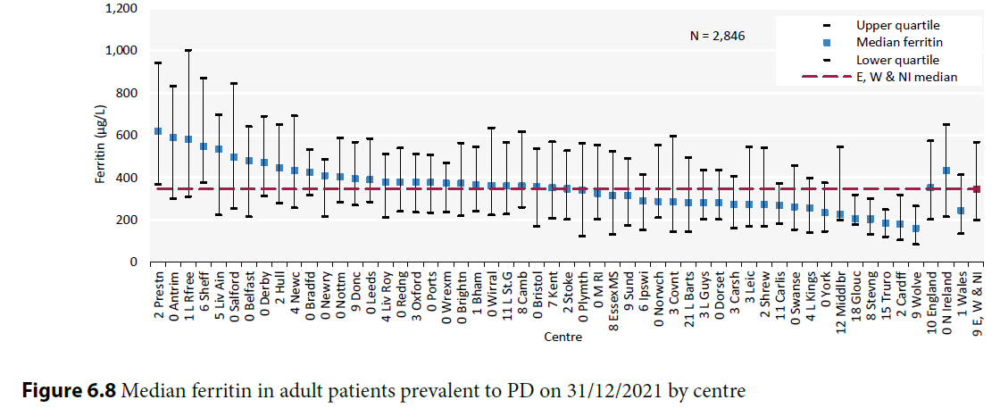 1,200
1,000
800
600
400
200
0
Ferritin (µg/L)
N = 2,846
Upper quartile
Median ferritin
Lower quartile
E, W & NI median
2 Prestn
0 Antrim
1 L Rfree
6 Sheff
5 Liv Ain
0 Salford
0 Belfast
0 Derby
2 Hull
4 Newc
0 Bradfd
0 Newry
0 Nottm
9 Donc
0 Leeds
4 Liv Roy
0 Redng
3 Oxford
0 Ports
0 Wrexm
0 Brightn
1 Bham
0 Wirral
11 L St.G
8 Camb
0 Bristol
7 Kent
2 Stoke
0 Plymth
0 M RI
8 EssexMS
9 Sund
6 Ipswi
0 Norwch
3 Covnt
21 L Barts
3 L Guys
0 Dorset
3 Carsh
3 Leic
2 Shrew
11 Carlis
0 Swanse
4 L Kings
0 York
12 Middlbr
18 Glouc
8 Stevng
15 Truro
2 Cardff
9 Wolve
10 England
0 N Ireland
1 Wales
9 E, W & NI
Centre
Figure 6.8 Median ferritin in adult patients prevalent to PD on 31/12/2021 by centre